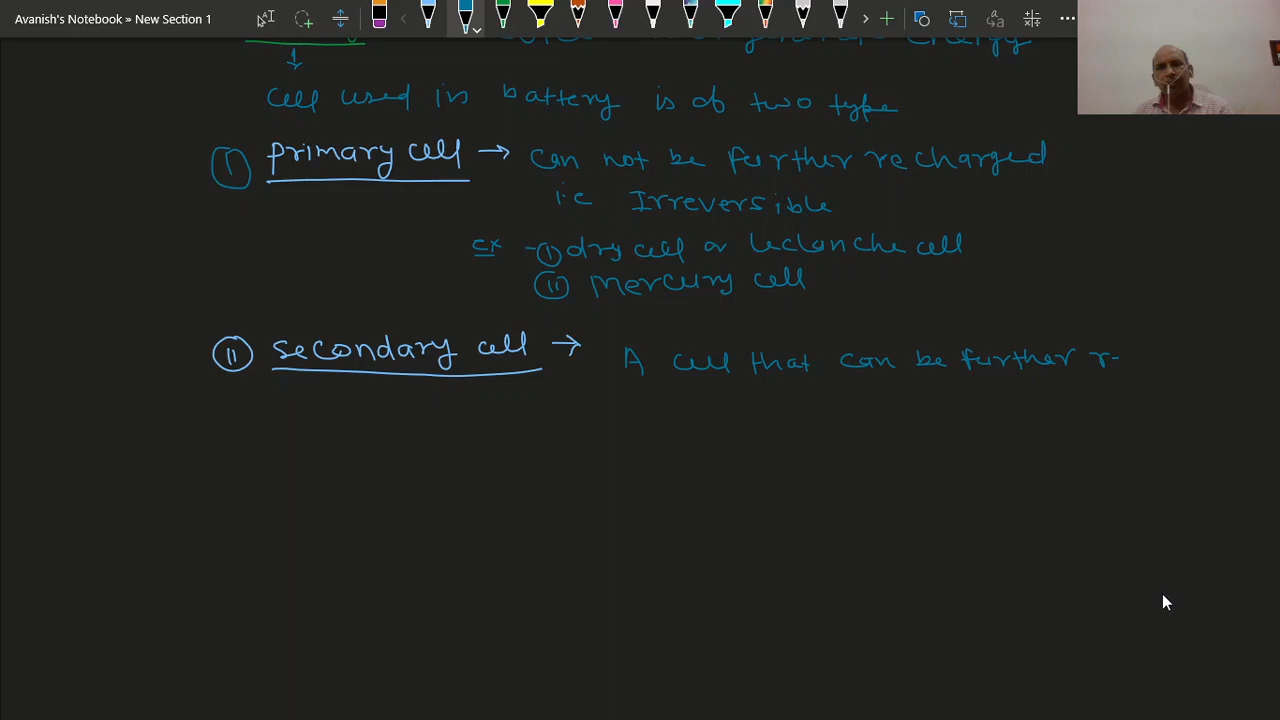 Avanish's Notebook » New Section 1
energy
cell used in battery is of two type
(I) primary cell → can not be further recharged
i.e Irreversible
Ex - (I) dry cell or leclanche cell
(II) Mercury cell
(II) secondary cell → A cell that can be further r-